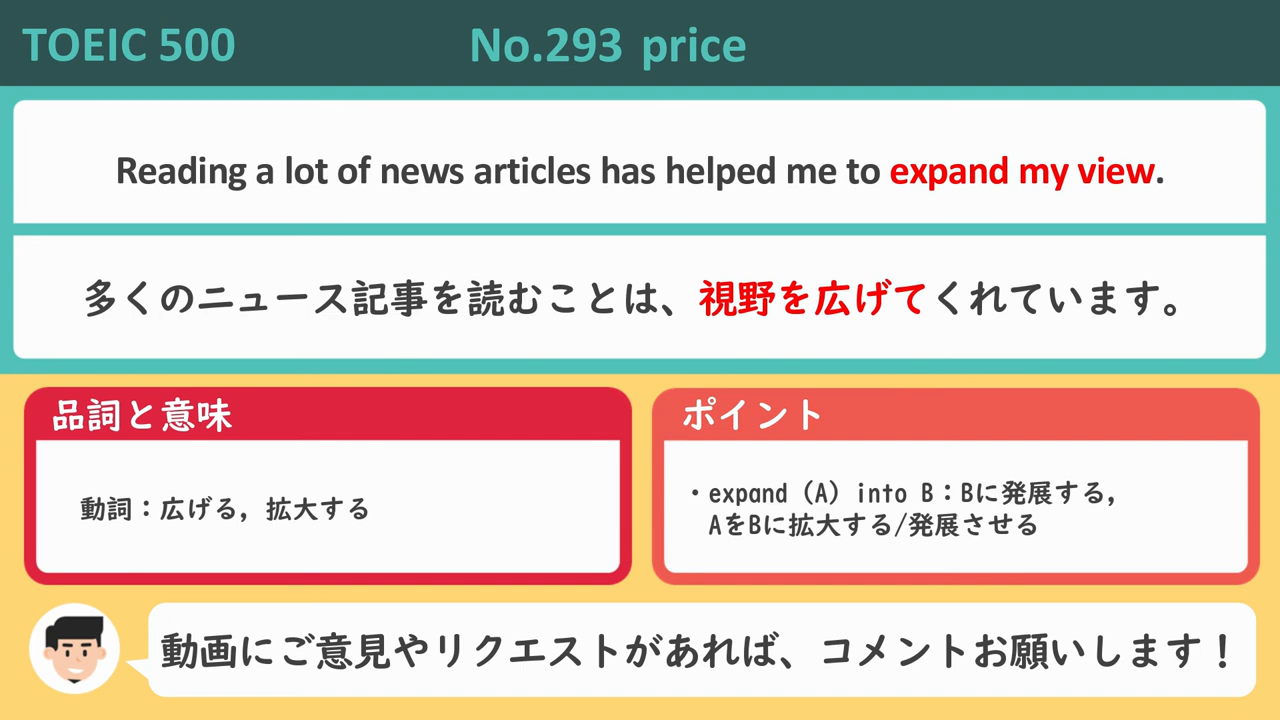 TOEIC 500
No.293 price
Reading a lot of news articles has helped me to expand my view.
多くのニュース記事を読むことは、視野を広げてくれています。
品詞と意味
動詞：広げる，拡大する
ポイント
・expand (A) into B：Bに発展する，
AをBに拡大する/発展させる
動画にご意見やリクエストがあれば、コメントお願いします！